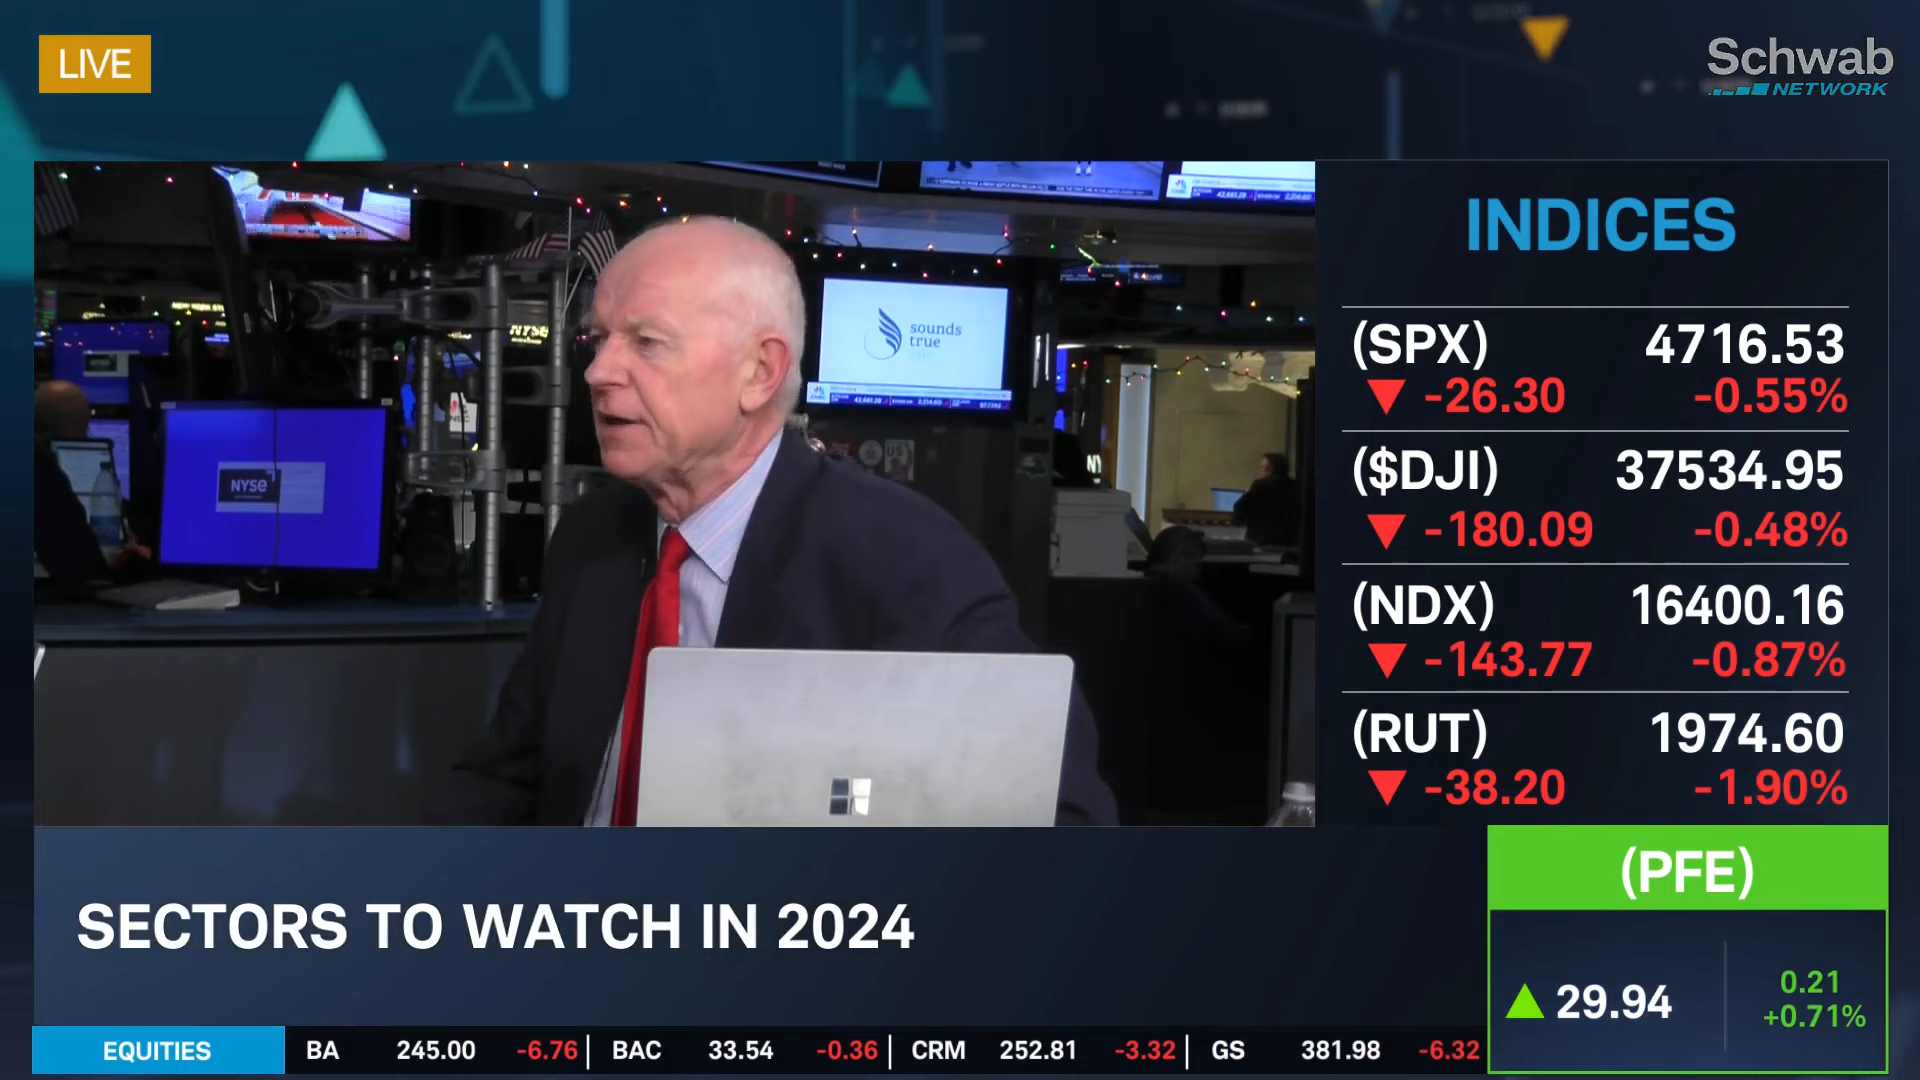 LIVE
Schwab
NETWORK
NYSE
sounds
true
NYSE
INDICES
(SPX) 4716.53
-26.30 -0.55%
($DJI) 37534.95
-180.09 -0.48%
(NDX) 16400.16
-143.77 -0.87%
(RUT) 1974.60
-38.20 -1.90%
(PFE)
29.94
0.21
+0.71%
SECTORS TO WATCH IN 2024
EQUITIES BA 245.00 -6.76 BAC 33.54 -0.36 CRM 252.81 -3.32 GS 381.98 -6.32